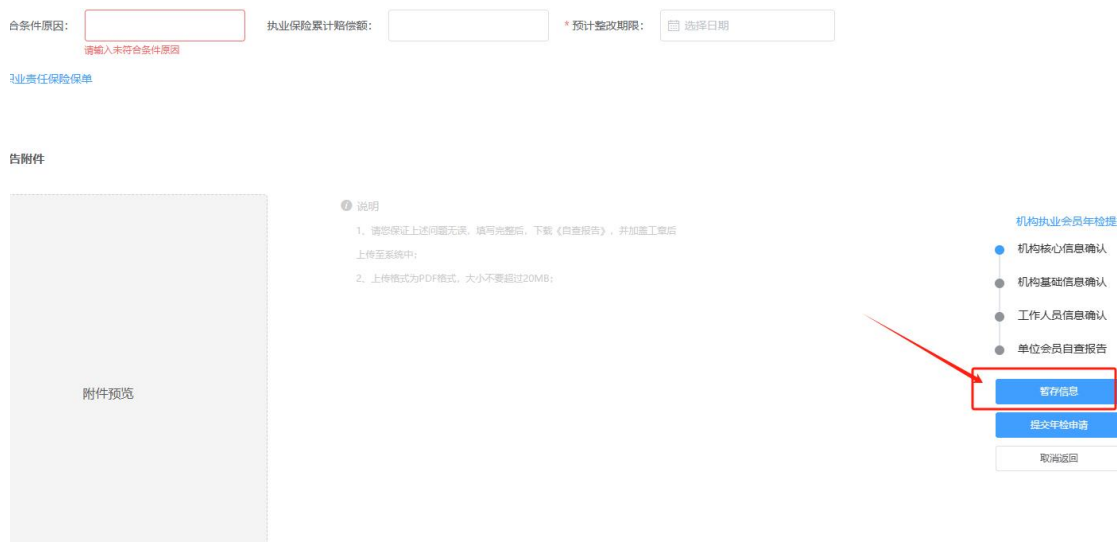 合条件原因：
执业保险累计赔偿额：
* 预计整改期限：
选择日期
请输入未符合条件原因
职业责任保险保单
告附件
说明
1、请您保证上述问题无误，填写完整后，下载《自查报告》，并加盖工章后
上传至系统中；
2、上传格式为PDF格式，大小不要超过20MB；
附件预览
机构执业会员年检提
机构核心信息确认
机构基础信息确认
工作人员信息确认
单位会员自查报告
暂存信息
提交年检申请
取消返回